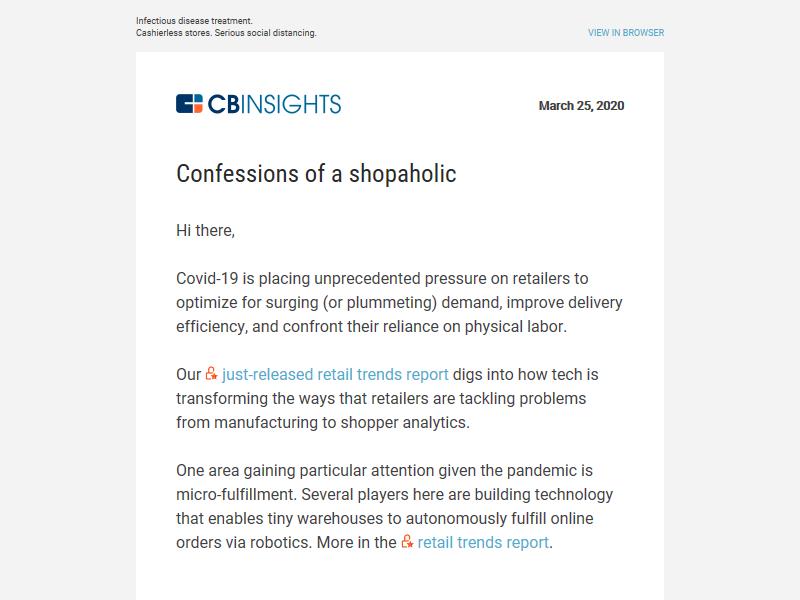 Infectious disease treatment.
Cashierless stores. Serious social distancing.
VIEW IN BROWSER
CBINSIGHTS
March 25, 2020
Confessions of a shopaholic
Hi there,
Covid-19 is placing unprecedented pressure on retailers to
optimize for surging (or plummeting) demand, improve delivery
efficiency, and confront their reliance on physical labor.
Our just-released retail trends report digs into how tech is
transforming the ways that retailers are tackling problems
from manufacturing to shopper analytics.
One area gaining particular attention given the pandemic is
micro-fulfillment. Several players here are building technology
that enables tiny warehouses to autonomously fulfill online
orders via robotics. More in the retail trends report.